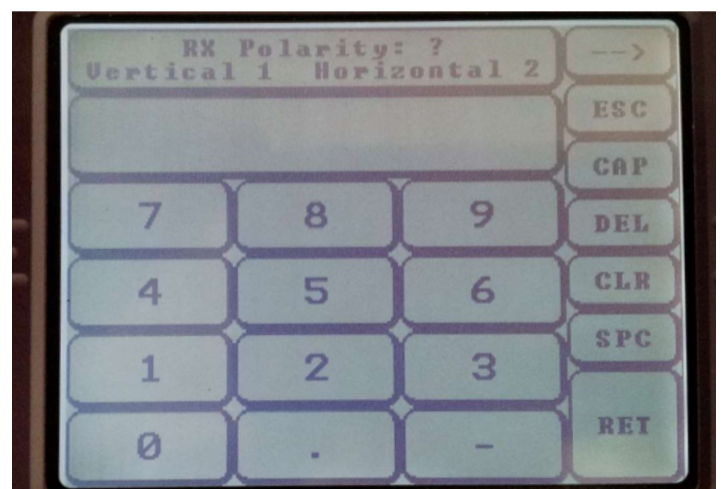 RX Polarity: ?
Vertical 1 Horizontal 2
-->
ESC
CAP
7 8 9
DEL
4 5 6
CLR
SPC
1 2 3
0 . -
RET